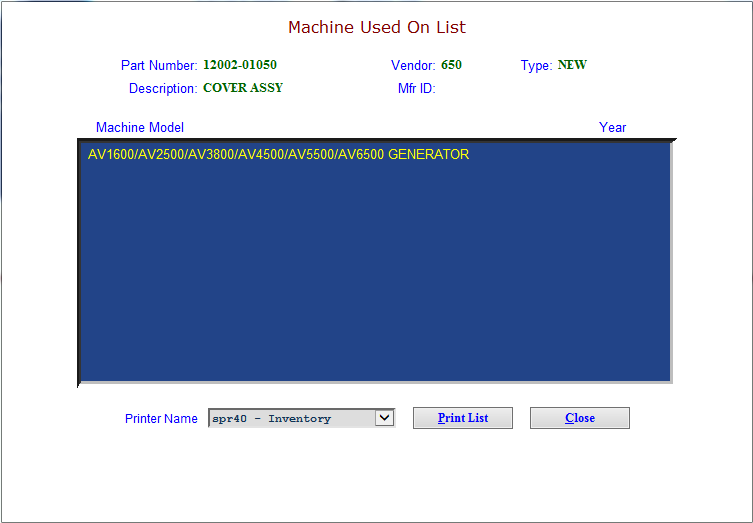 Machine Used On List
Part Number: 12002-01050 Vendor: 650 Type: NEW
Description: COVER ASSY Mfr ID:
Machine Model Year
AV1600/AV2500/AV3800/AV4500/AV5500/AV6500 GENERATOR
Printer Name spr40 - Inventory Print List Close